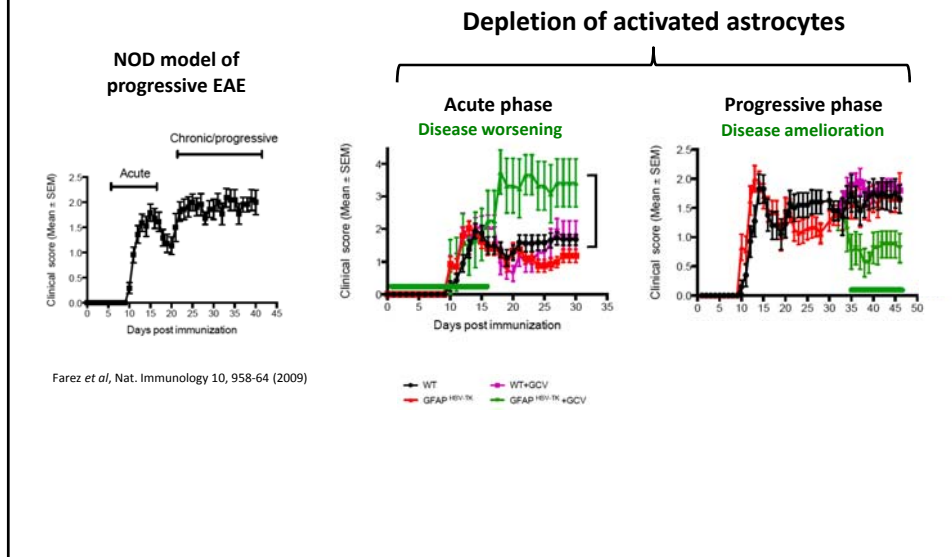 Depletion of activated astrocytes
NOD model of
progressive EAE
Chronic/progressive
Acute
Clinical score (Mean ± SEM)
2.5
2.0
1.5
1.0
0.5
0.0
0 5 10 15 20 25 30 35 40 45
Days post immunization
Acute phase
Disease worsening
Clinical score (Mean ± SEM)
4
3
2
1
0
0 5 10 15 20 25 30 35
Days post immunization
Progressive phase
Disease amelioration
Clinical score (Mean ± SEM)
2.5
2.0
1.5
1.0
0.5
0.0
0 5 10 15 20 25 30 35 40 45 50
Farez et al, Nat. Immunology 10, 958-64 (2009)
WT WT+GCV
GFAP HSV-TK GFAP HSV-TK +GCV